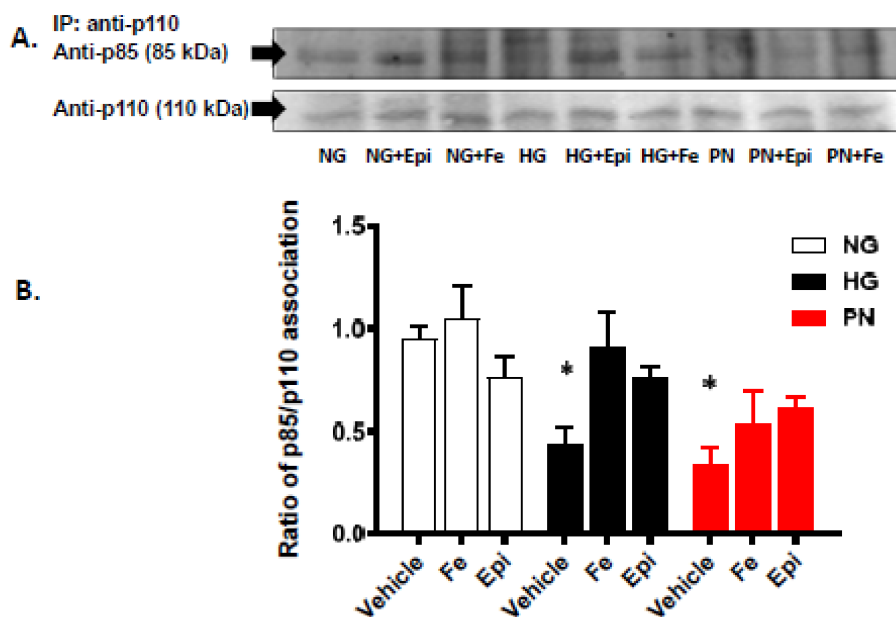 A.
IP: anti-p110
Anti-p85 (85 kDa)
Anti-p110 (110 kDa)
NG NG+Epi NG+Fe HG HG+Epi HG+Fe PN PN+Epi PN+Fe
B.
Ratio of p85/p110 association
1.5
1.0
0.5
0.0
*
*
NG
HG
PN
Vehicle Fe Epi Vehicle Fe Epi Vehicle Fe Epi